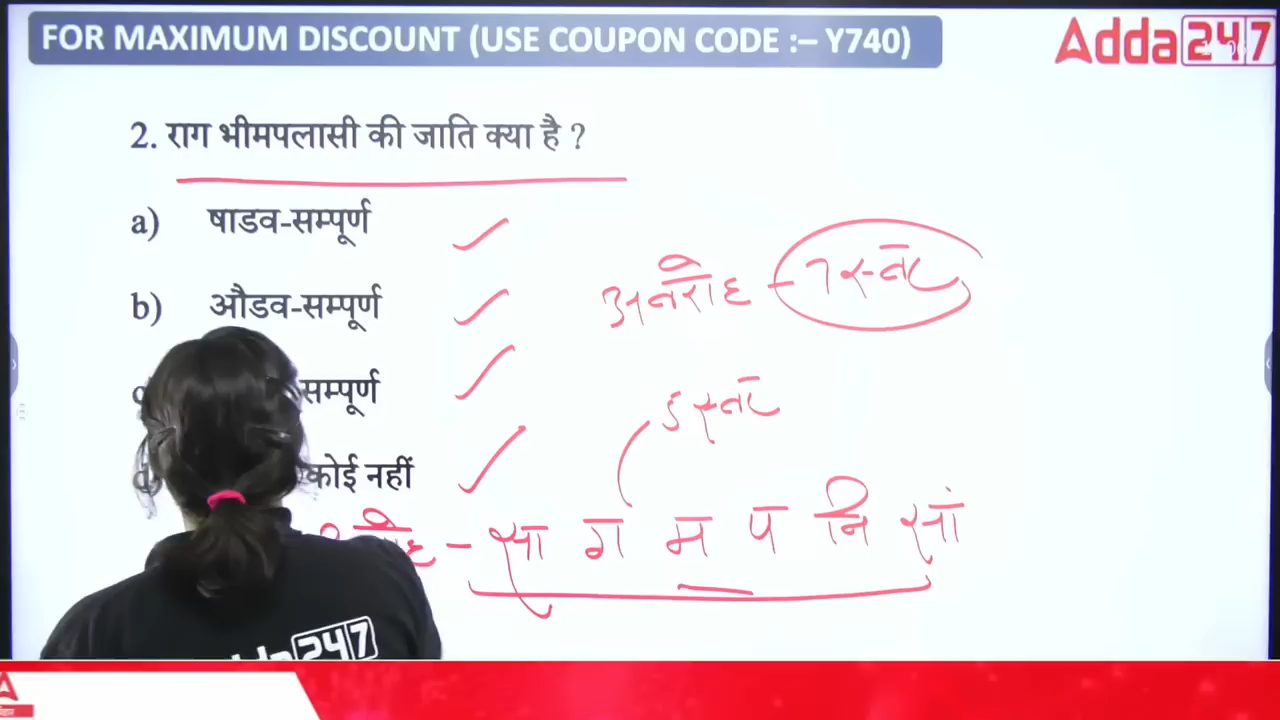 FOR MAXIMUM DISCOUNT (USE COUPON CODE :– Y740)
Adda247
2. राग भीमपलासी की जाति क्या है ?
a) षाडव-सम्पूर्ण
b) औडव-सम्पूर्ण
सम्पूर्ण
कोई नहीं
अवरोह - 7 स्वर
5 स्वर
- सा ग म प नि सां
247